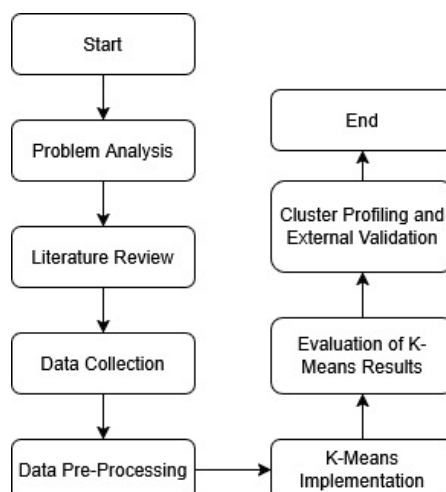 Start
Problem Analysis
Literature Review
Data Collection
Data Pre-Processing
K-Means
Implementation
Evaluation of K-
Means Results
Cluster Profiling and
External Validation
End